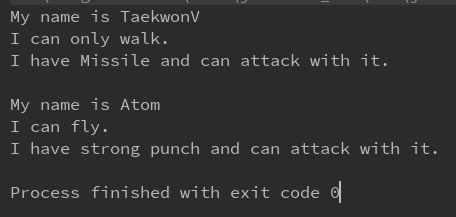 My name is TaekwonV
I can only walk.
I have Missile and can attack with it.
My name is Atom
I can fly.
I have strong punch and can attack with it.
Process finished with exit code 0